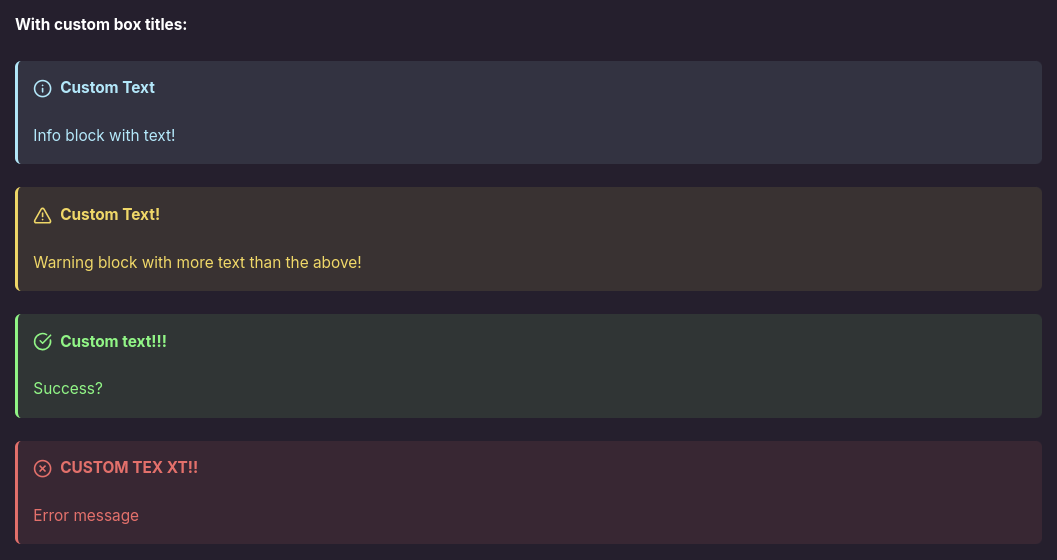 With custom box titles:
Custom Text
Info block with text!
Custom Text!
Warning block with more text than the above!
Custom text!!!
Success?
CUSTOM TEX XT!!
Error message